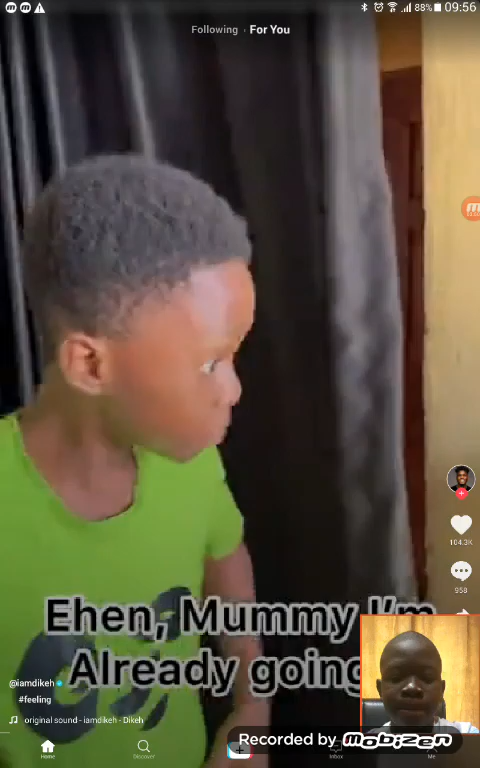 88% 09:56
Following · For You
104.3K
958
Ehen, Mummy I'm
Already going
@iamdikeh
#feeling
original sound - iamdikeh - Dikeh
Recorded by mobizen
Home
Discover
Inbox
Me